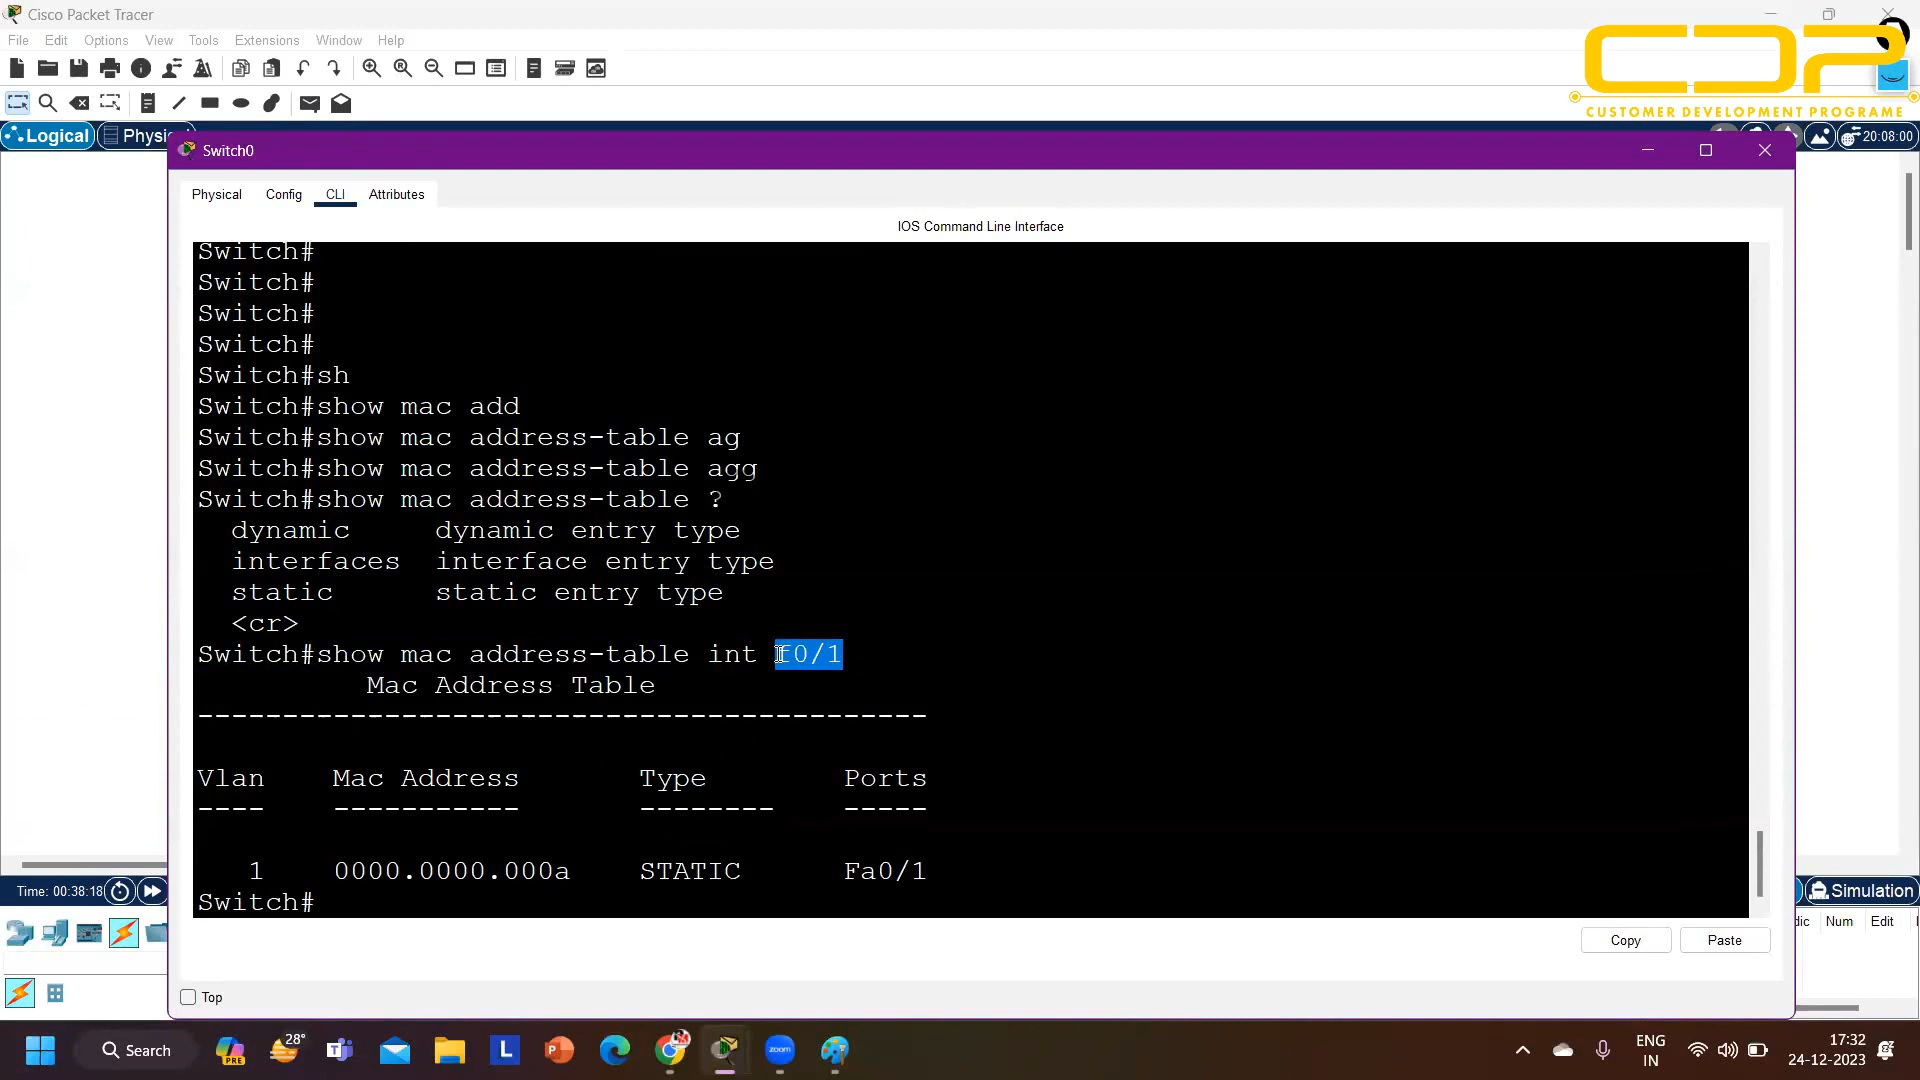 Cisco Packet Tracer
File Edit Options View Tools Extensions Window Help
CDP
CUSTOMER DEVELOPMENT PROGRAME
Logical
20:08:00
Switch0
Physical Config CLI Attributes
IOS Command Line Interface
Switch#
Switch#
Switch#
Switch#
Switch#sh
Switch#show mac add
Switch#show mac address-table ag
Switch#show mac address-table agg
Switch#show mac address-table ?
dynamic dynamic entry type
interfaces interface entry type
static static entry type
<cr>
Switch#show mac address-table int f0/1
Mac Address Table
-------------------------------------------
Vlan Mac Address Type Ports
---- ----------- -------- -----
1 0000.0000.000a STATIC Fa0/1
Switch#
Time: 00:38:18
Simulation
Num Edit
Copy Paste
Top
Search
PRE
28°
zoom
ENG
IN
17:32
24-12-2023